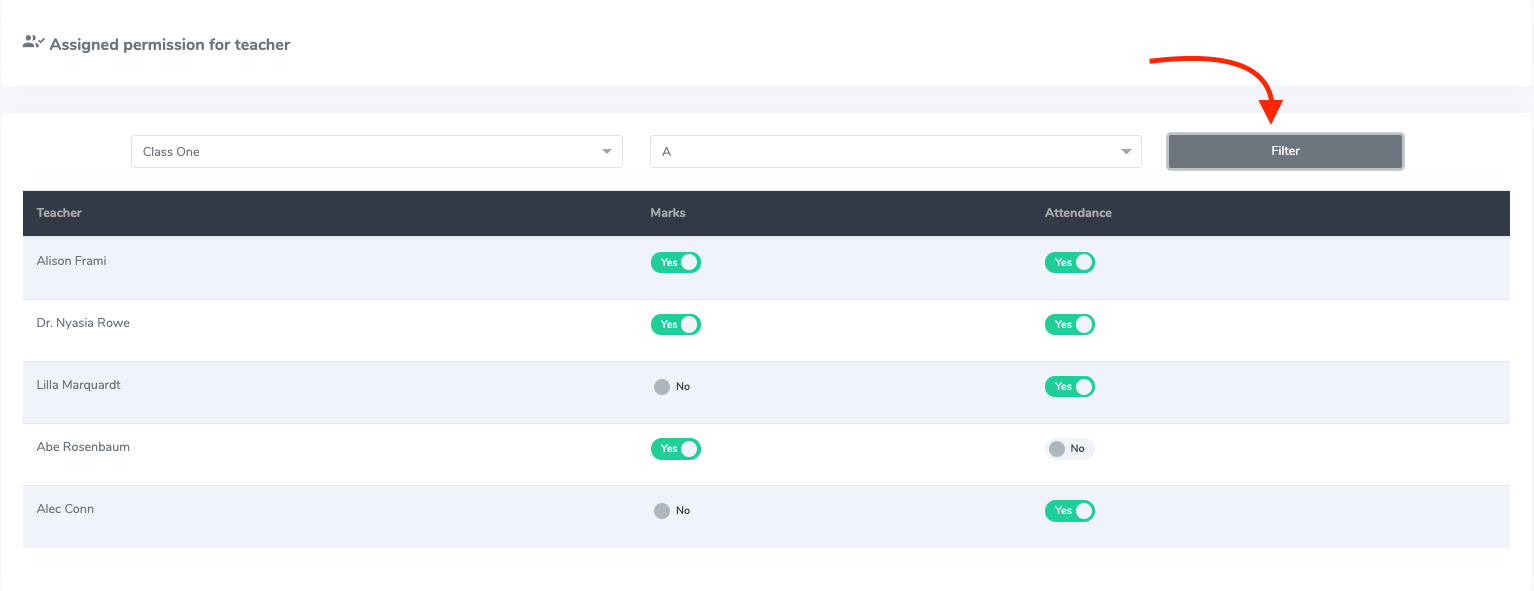 Assigned permission for teacher
Class One A Filter
Teacher Marks Attendance
Alison Frami Yes Yes
Dr. Nyasia Rowe Yes Yes
Lilla Marquardt No Yes
Abe Rosenbaum Yes No
Alec Conn No Yes